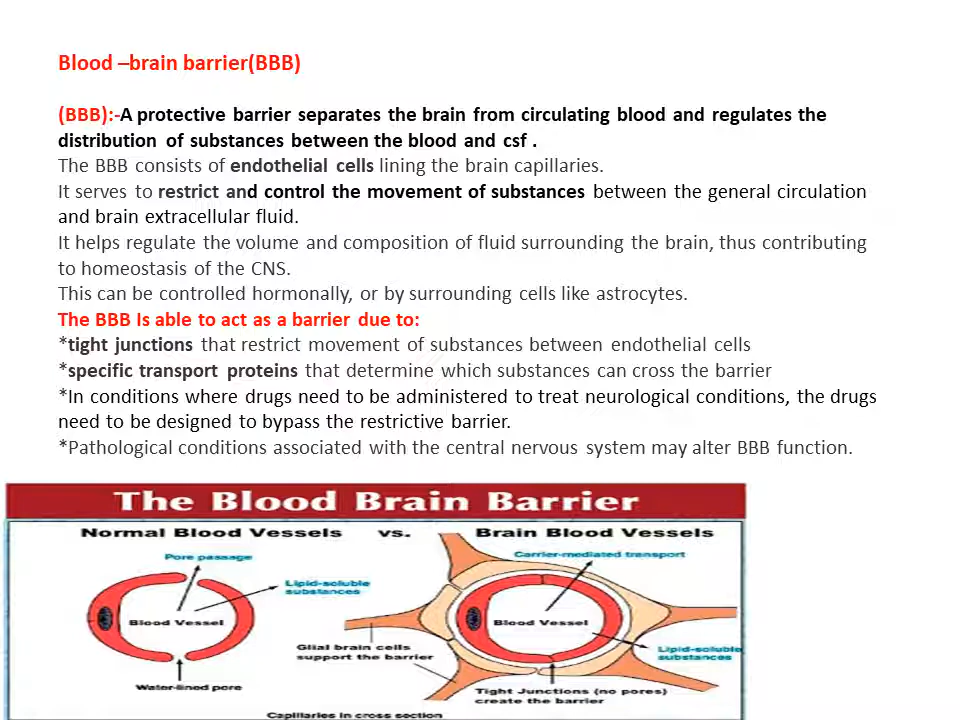 Blood –brain barrier(BBB)
(BBB):-A protective barrier separates the brain from circulating blood and regulates the
distribution of substances between the blood and csf .
The BBB consists of endothelial cells lining the brain capillaries.
It serves to restrict and control the movement of substances between the general circulation
and brain extracellular fluid.
It helps regulate the volume and composition of fluid surrounding the brain, thus contributing
to homeostasis of the CNS.
This can be controlled hormonally, or by surrounding cells like astrocytes.
The BBB Is able to act as a barrier due to:
*tight junctions that restrict movement of substances between endothelial cells
*specific transport proteins that determine which substances can cross the barrier
*In conditions where drugs need to be administered to treat neurological conditions, the drugs
need to be designed to bypass the restrictive barrier.
*Pathological conditions associated with the central nervous system may alter BBB function.
The Blood Brain Barrier
Normal Blood Vessels vs. Brain Blood Vessels
Pore passage
Carrier-mediated transport
Lipid-soluble
substances
Blood Vessel
Blood Vessel
Glial brain cells
support the barrier
Lipid-soluble
substances
Water-lined pore
Tight Junctions (no pores)
create the barrier
Capillaries in cross section